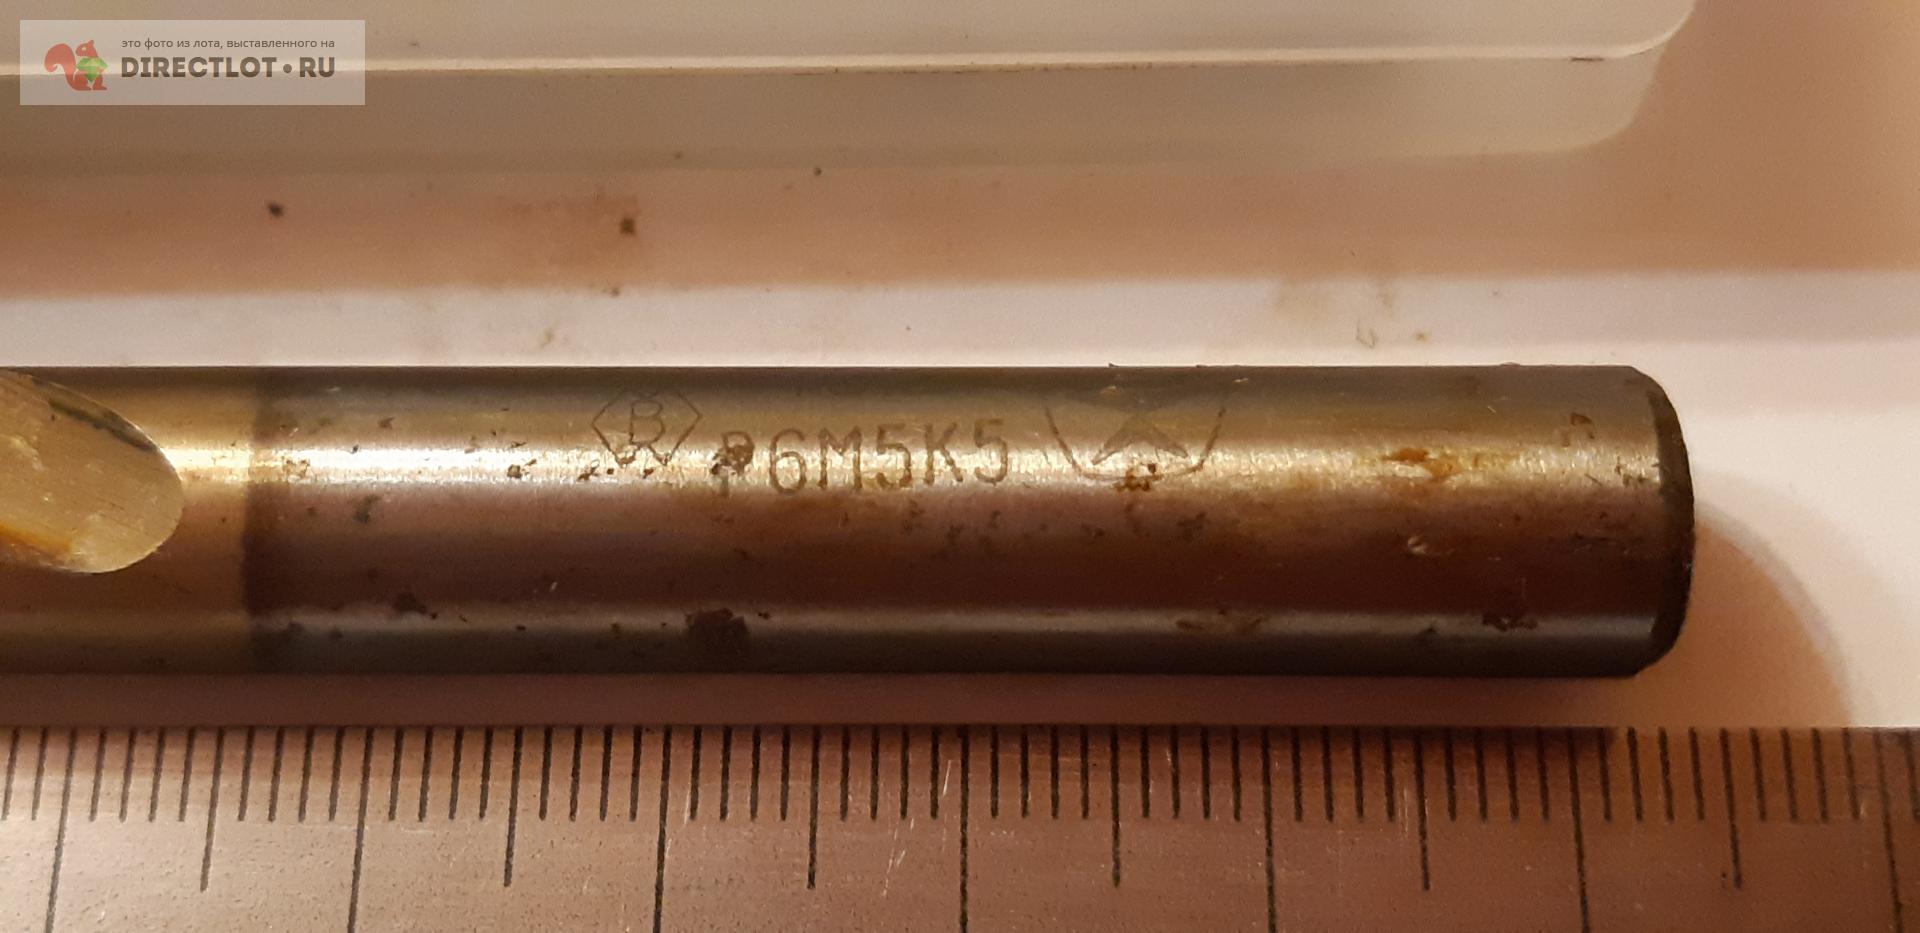 это фото из лота, выставленного на
DIRECTLOT•RU
В Р6М5К5